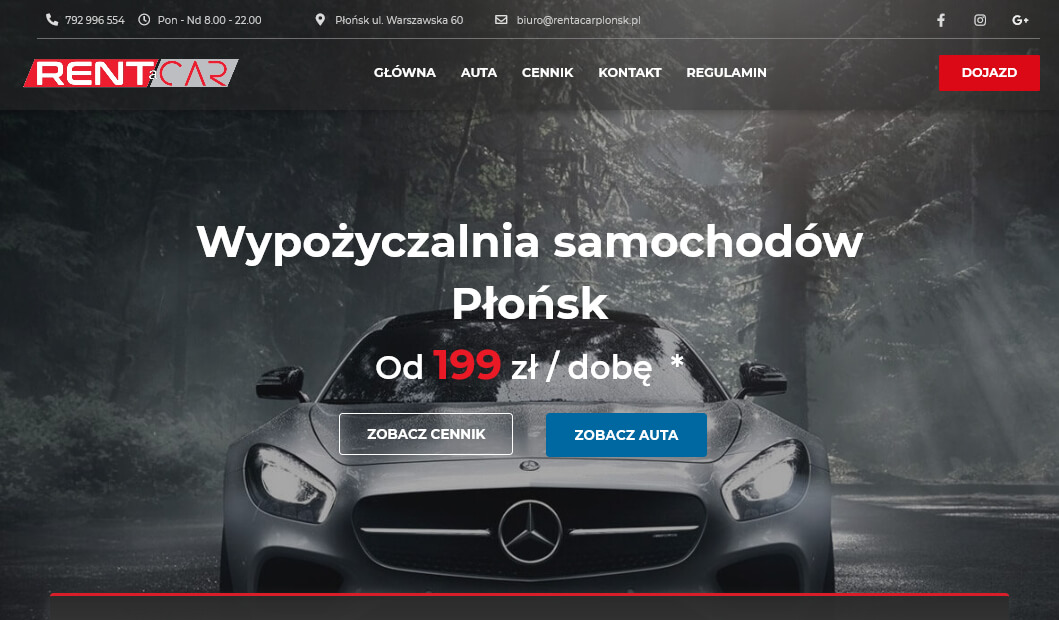 792 996 554 Pon - Nd 8.00 - 22.00 Płońsk ul. Warszawska 60 biuro@rentacarplonsk.pl
RENT a CAR GŁÓWNA AUTA CENNIK KONTAKT REGULAMIN DOJAZD
Wypożyczalnia samochodów
Płońsk
Od 199 zł / dobę *
ZOBACZ CENNIK ZOBACZ AUTA